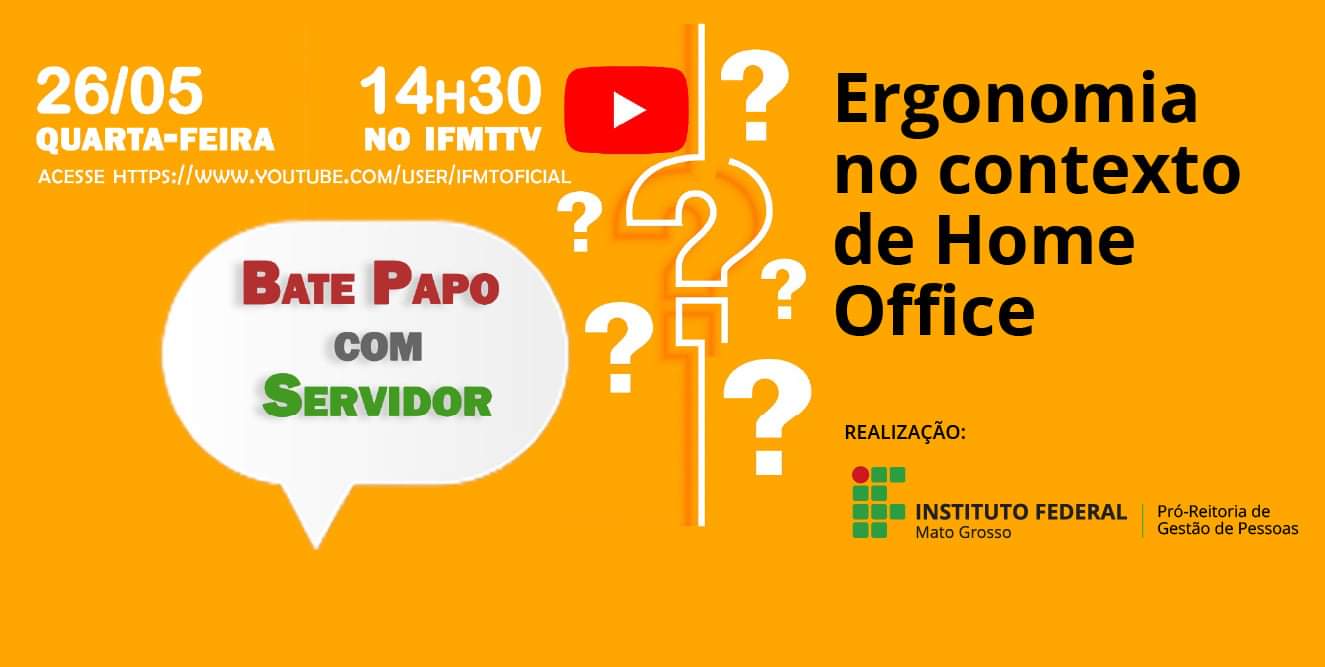 26/05
QUARTA-FEIRA
14H30
NO IFMTTV
ACESSE HTTPS://WWW.YOUTUBE.COM/USER/IFMTOFICIAL
BATE PAPO
COM
SERVIDOR
?
?
?
?
?
?
Ergonomia
no contexto
de Home
Office
REALIZAÇÃO:
INSTITUTO FEDERAL
Mato Grosso
Pró-Reitoria de
Gestão de Pessoas